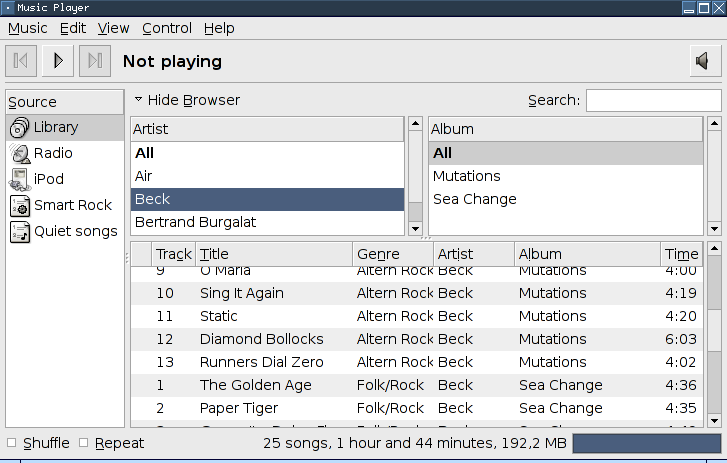 Music Player
Music Edit View Control Help
Not playing
Source
Library
Radio
iPod
Smart Rock
Quiet songs
Hide Browser Search:
Artist
All
Air
Beck
Bertrand Burgalat
Album
All
Mutations
Sea Change
Track Title Genre Artist Album Time
9 O Maria Altern Rock Beck Mutations 4:00
10 Sing It Again Altern Rock Beck Mutations 4:19
11 Static Altern Rock Beck Mutations 4:20
12 Diamond Bollocks Altern Rock Beck Mutations 6:03
13 Runners Dial Zero Altern Rock Beck Mutations 4:02
1 The Golden Age Folk/Rock Beck Sea Change 4:36
2 Paper Tiger Folk/Rock Beck Sea Change 4:35
Shuffle Repeat 25 songs, 1 hour and 44 minutes, 192,2 MB